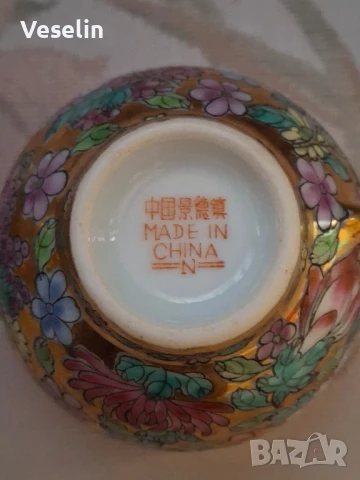 Veselin
中国景德镇
MADE IN
CHINA
N
BAZAR